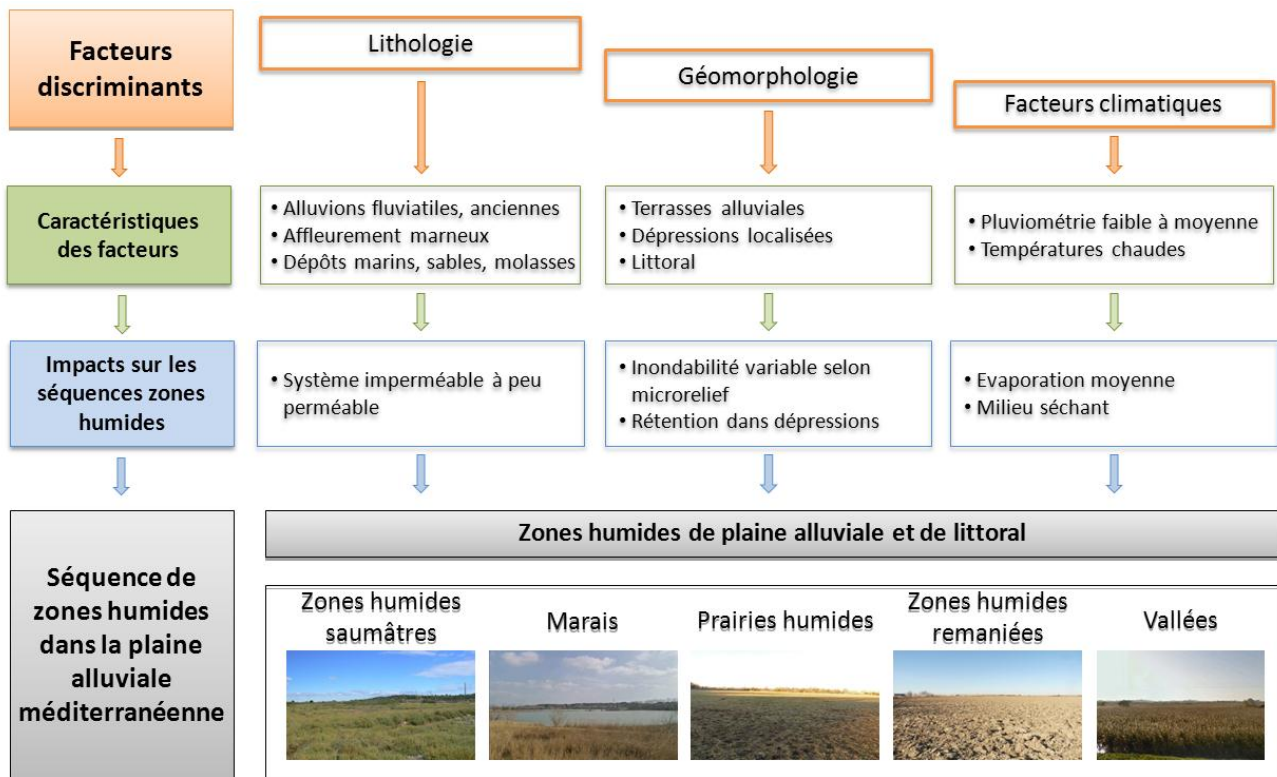 Facteurs
discriminants
Lithologie
Géomorphologie
Facteurs climatiques
Caractéristiques
des facteurs
• Alluvions fluviatiles, anciennes
• Affleurement marneux
• Dépôts marins, sables, molasses
• Terrasses alluviales
• Dépressions localisées
• Littoral
• Pluviométrie faible à moyenne
• Températures chaudes
Impacts sur les
séquences zones
humides
• Système imperméable à peu
perméable
• Inondabilité variable selon
microrelief
• Rétention dans dépressions
• Evaporation moyenne
• Milieu séchant
Séquence de
zones humides
dans la plaine
alluviale
méditerranéenne
Zones humides de plaine alluviale et de littoral
Zones humides
saumâtres
Marais
Prairies humides
Zones humides
remaniées
Vallées